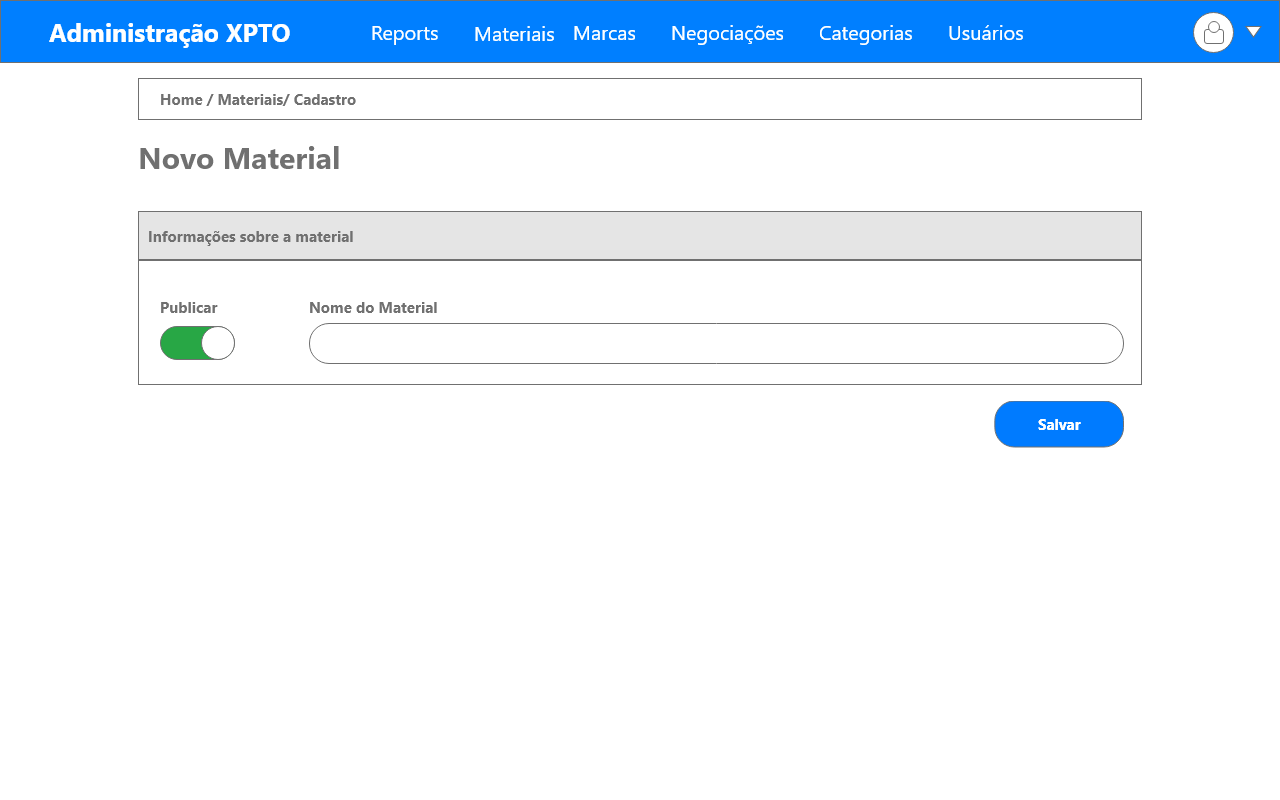 Administração XPTO Reports Materiais Marcas Negociações Categorias Usuários
Home / Materiais/ Cadastro
Novo Material
Informações sobre a material
Publicar Nome do Material
Salvar